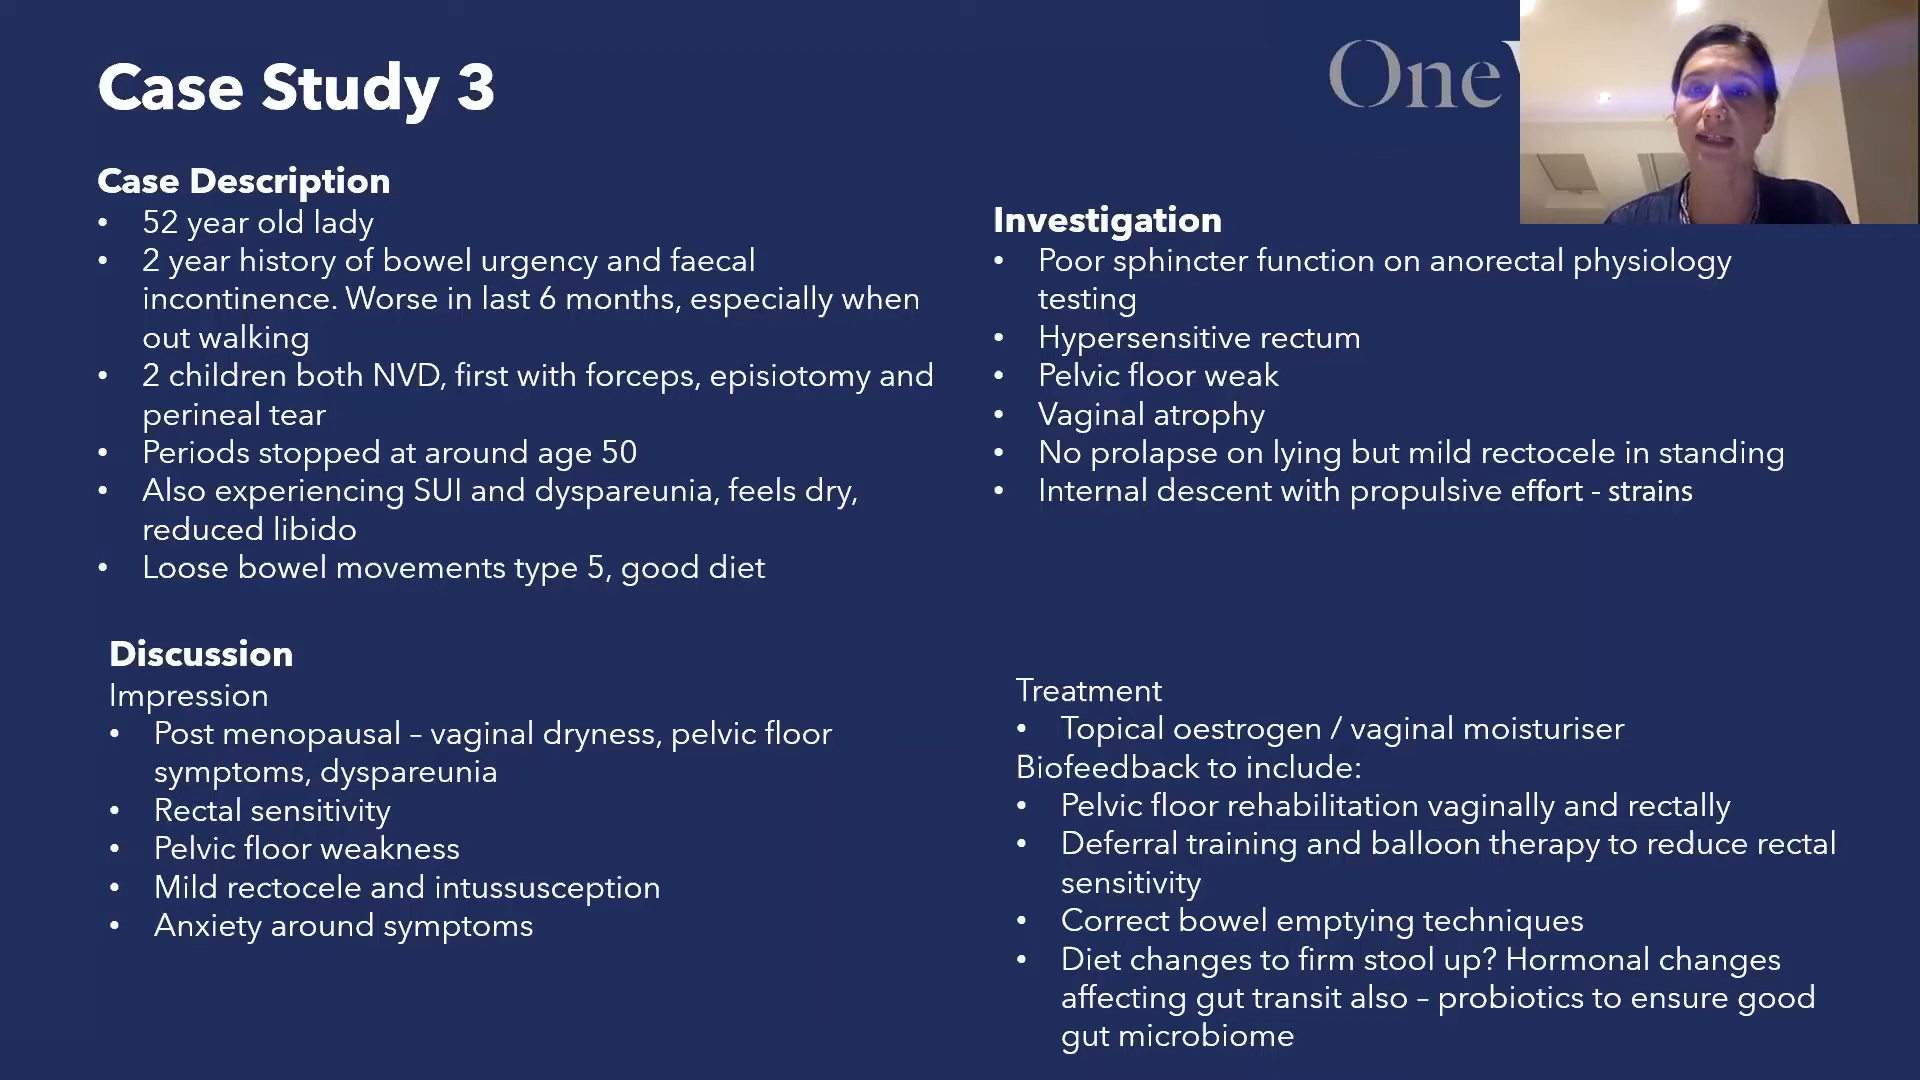 Case Study 3
One
Case Description
• 52 year old lady
• 2 year history of bowel urgency and faecal
incontinence. Worse in last 6 months, especially when
out walking
• 2 children both NVD, first with forceps, episiotomy and
perineal tear
• Periods stopped at around age 50
• Also experiencing SUI and dyspareunia, feels dry,
reduced libido
• Loose bowel movements type 5, good diet
Investigation
• Poor sphincter function on anorectal physiology
testing
• Hypersensitive rectum
• Pelvic floor weak
• Vaginal atrophy
• No prolapse on lying but mild rectocele in standing
• Internal descent with propulsive effort - strains
Discussion
Impression
• Post menopausal – vaginal dryness, pelvic floor
symptoms, dyspareunia
• Rectal sensitivity
• Pelvic floor weakness
• Mild rectocele and intussusception
• Anxiety around symptoms
Treatment
• Topical oestrogen / vaginal moisturiser
Biofeedback to include:
• Pelvic floor rehabilitation vaginally and rectally
• Deferral training and balloon therapy to reduce rectal
sensitivity
• Correct bowel emptying techniques
• Diet changes to firm stool up? Hormonal changes
affecting gut transit also – probiotics to ensure good
gut microbiome